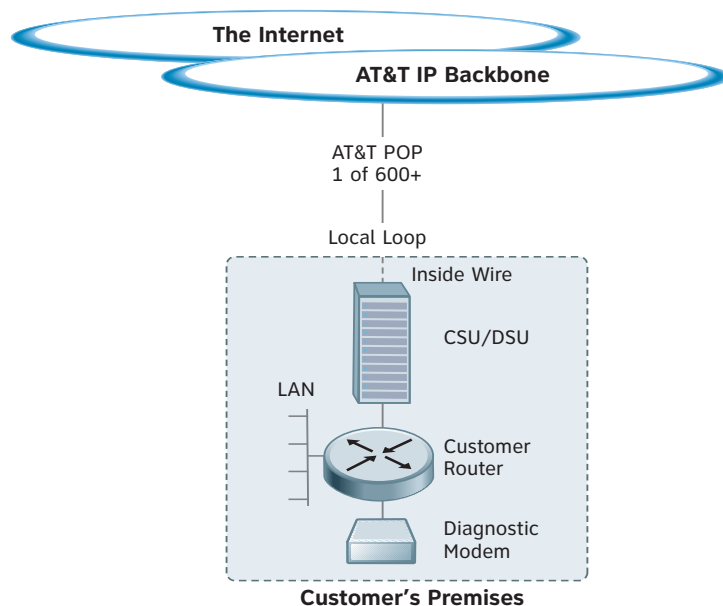 The Internet
AT&T IP Backbone
AT&T POP
1 of 600+
Local Loop
Inside Wire
CSU/DSU
LAN
Customer
Router
Diagnostic
Modem
Customer's Premises